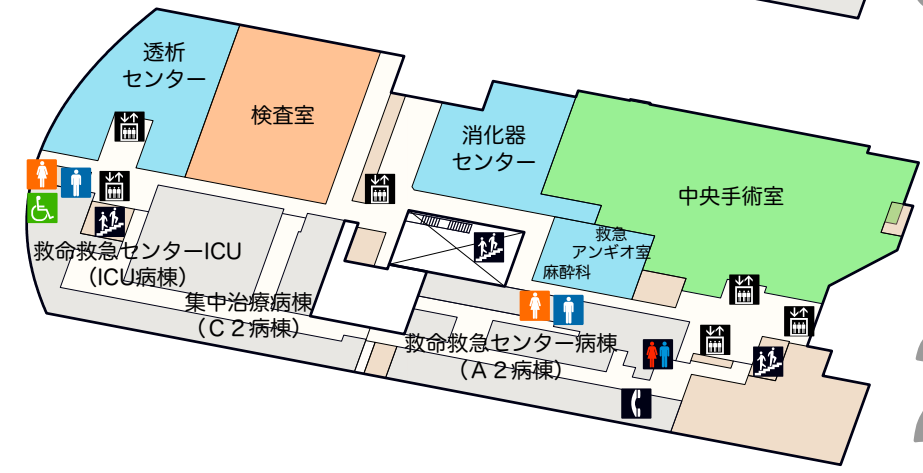 透析
センター
検査室
消化器
センター
中央手術室
救急
アンギオ室
麻酔科
救命救急センターICU
（ICU病棟）
集中治療病棟
（C２病棟）
救命救急センター病棟
（A２病棟）